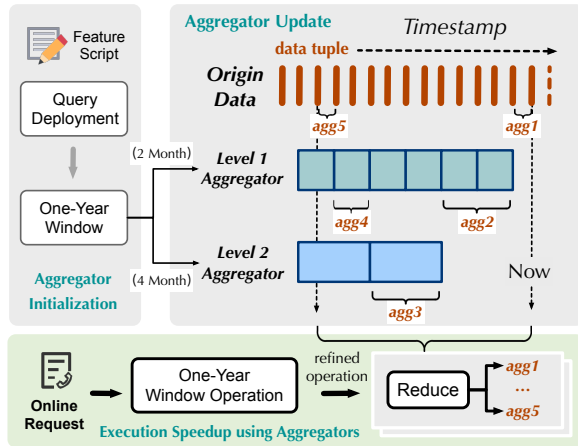 Feature
Script
Query
Deployment
One-Year
Window
(2 Month)
(4 Month)
Aggregator
Initialization
Aggregator Update
Timestamp
data tuple
Origin
Data
agg5
agg1
Level 1
Aggregator
agg4
agg2
Level 2
Aggregator
agg3
Now
Online
Request
One-Year
Window Operation
refined
operation
Reduce
agg1
...
agg5
Execution Speedup using Aggregators